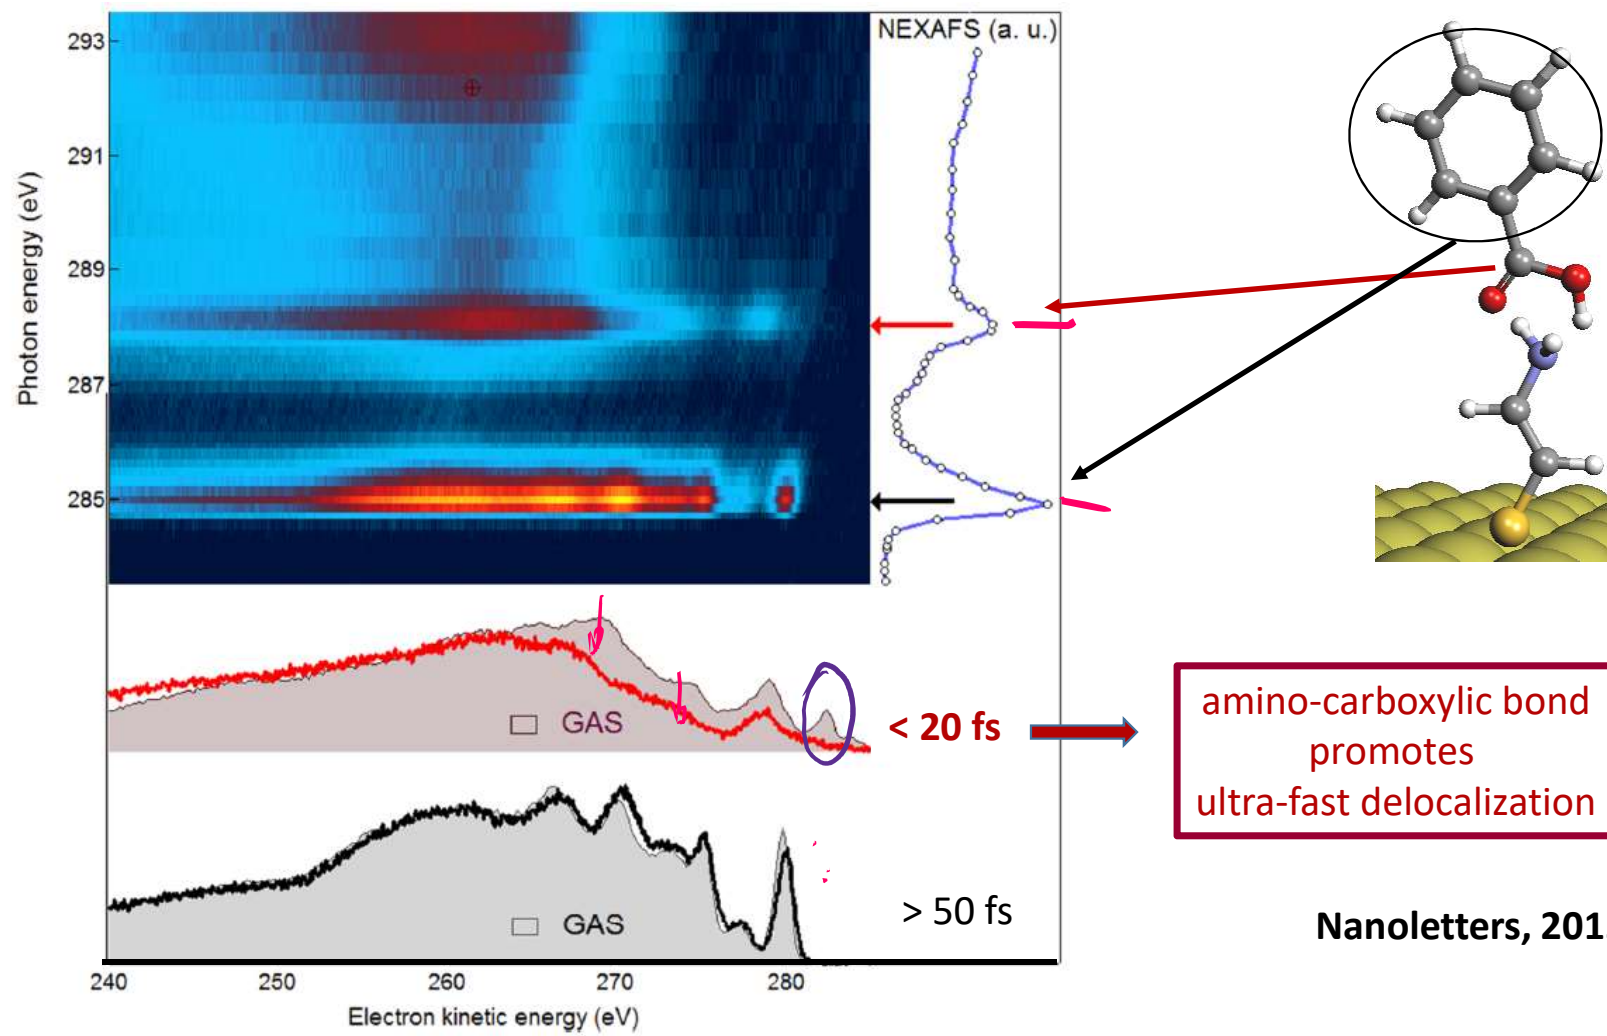 NEXAFS (a. u.)
293
291
289
287
285
Photon energy (eV)
GAS
< 20 fs
amino-carboxylic bond
promotes
ultra-fast delocalization
GAS
> 50 fs
Nanoletters, 201
240
250
260
270
280
Electron kinetic energy (eV)